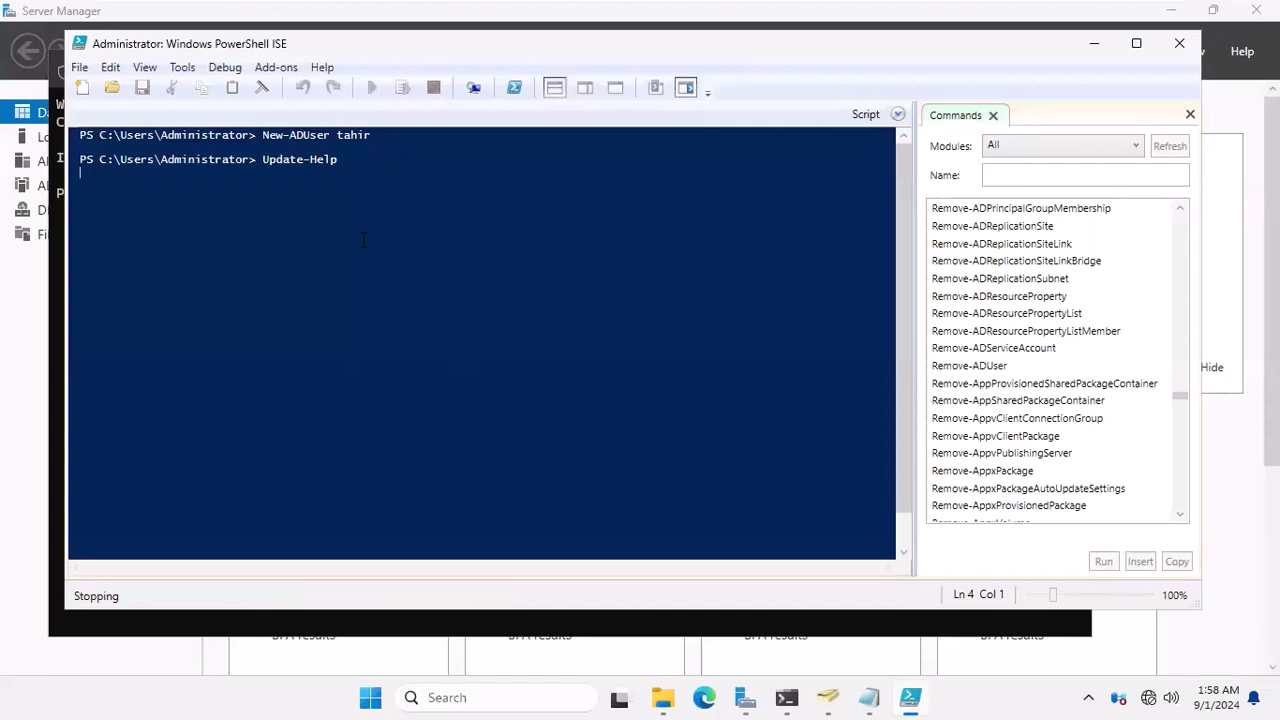 Server Manager
Administrator: Windows PowerShell ISE
Help
File Edit View Tools Debug Add-ons Help
Script
PS C:\Users\Administrator> New-ADUser tahir
PS C:\Users\Administrator> Update-Help
Commands
Modules: All Refresh
Name:
Remove-ADPrincipalGroupMembership
Remove-ADReplicationSite
Remove-ADReplicationSiteLink
Remove-ADReplicationSiteLinkBridge
Remove-ADReplicationSubnet
Remove-ADResourceProperty
Remove-ADResourcePropertyList
Remove-ADResourcePropertyListMember
Remove-ADServiceAccount
Remove-ADUser
Remove-AppProvisionedSharedPackageContainer
Remove-AppSharedPackageContainer
Remove-AppvClientConnectionGroup
Remove-AppvClientPackage
Remove-AppvPublishingServer
Remove-AppxPackage
Remove-AppxPackageAutoUpdateSettings
Remove-AppxProvisionedPackage
Hide
Run Insert Copy
Stopping
Ln 4 Col 1
100%
Search
1:58 AM
9/1/2024